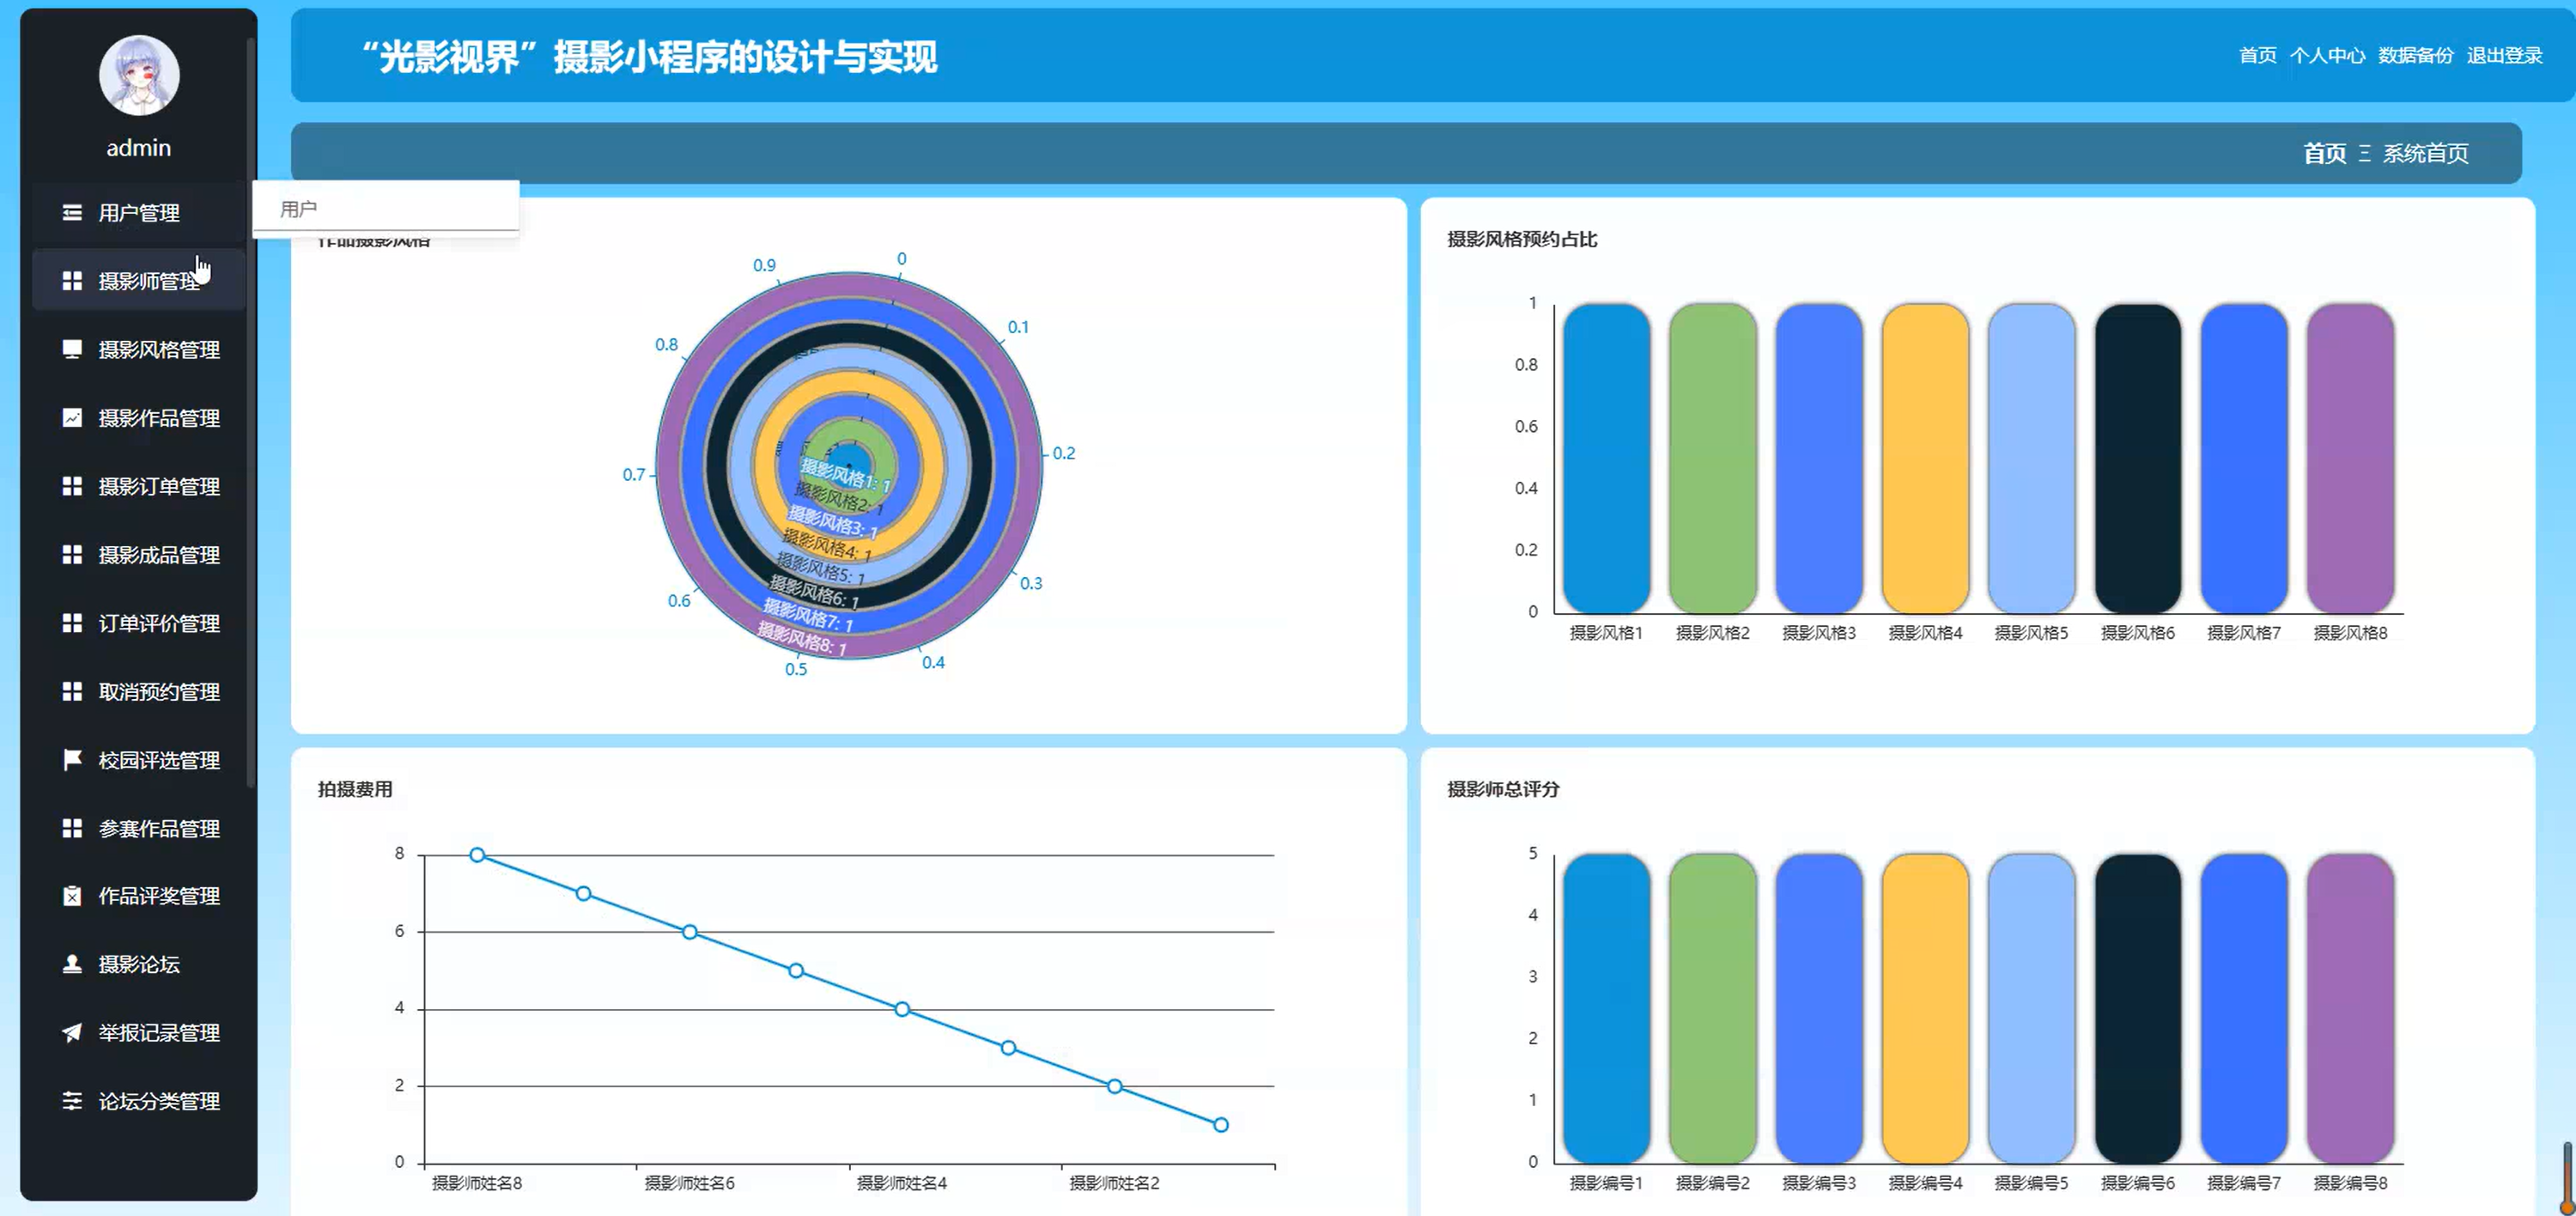 “光影视界”摄影小程序的设计与实现
首页 个人中心 数据备份 退出登录
admin
首页 Ξ 系统首页
用户管理
用户
摄影师管理
摄影风格管理
摄影作品管理
摄影订单管理
摄影成品管理
订单评价管理
取消预约管理
校园评选管理
参赛作品管理
作品评奖管理
摄影论坛
举报记录管理
论坛分类管理
作品摄影风格
0
0.1
0.2
0.3
0.4
0.5
0.6
0.7
0.8
0.9
摄影风格1: 1
摄影风格2: 1
摄影风格3: 1
摄影风格4: 1
摄影风格5: 1
摄影风格6: 1
摄影风格7: 1
摄影风格8: 1
摄影风格预约占比
1
0.8
0.6
0.4
0.2
0
摄影风格1 摄影风格2 摄影风格3 摄影风格4 摄影风格5 摄影风格6 摄影风格7 摄影风格8
拍摄费用
8
6
4
2
0
摄影师姓名8 摄影师姓名6 摄影师姓名4 摄影师姓名2
摄影师总评分
5
4
3
2
1
0
摄影编号1 摄影编号2 摄影编号3 摄影编号4 摄影编号5 摄影编号6 摄影编号7 摄影编号8